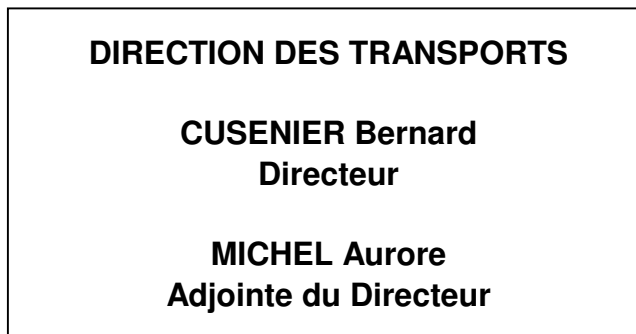 DIRECTION DES TRANSPORTS
CUSENIER Bernard
Directeur
MICHEL Aurore
Adjointe du Directeur